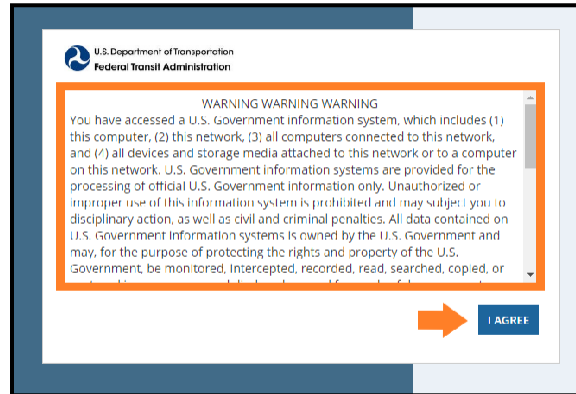 U.S. Department of Transportation
Federal Transit Administration
WARNING WARNING WARNING
You have accessed a U.S. Government information system, which includes (1)
this computer, (2) this network, (3) all computers connected to this network,
and (4) all devices and storage media attached to this network or to a computer
on this network. U.S. Government information systems are provided for the
processing of official U.S. Government information only. Unauthorized or
improper use of this information system is prohibited and may subject you to
disciplinary action, as well as civil and criminal penalties. All data contained on
U.S. Government information systems is owned by the U.S. Government and
may, for the purpose of protecting the rights and property of the U.S.
Government, be monitored, intercepted, recorded, read, searched, copied, or
I AGREE